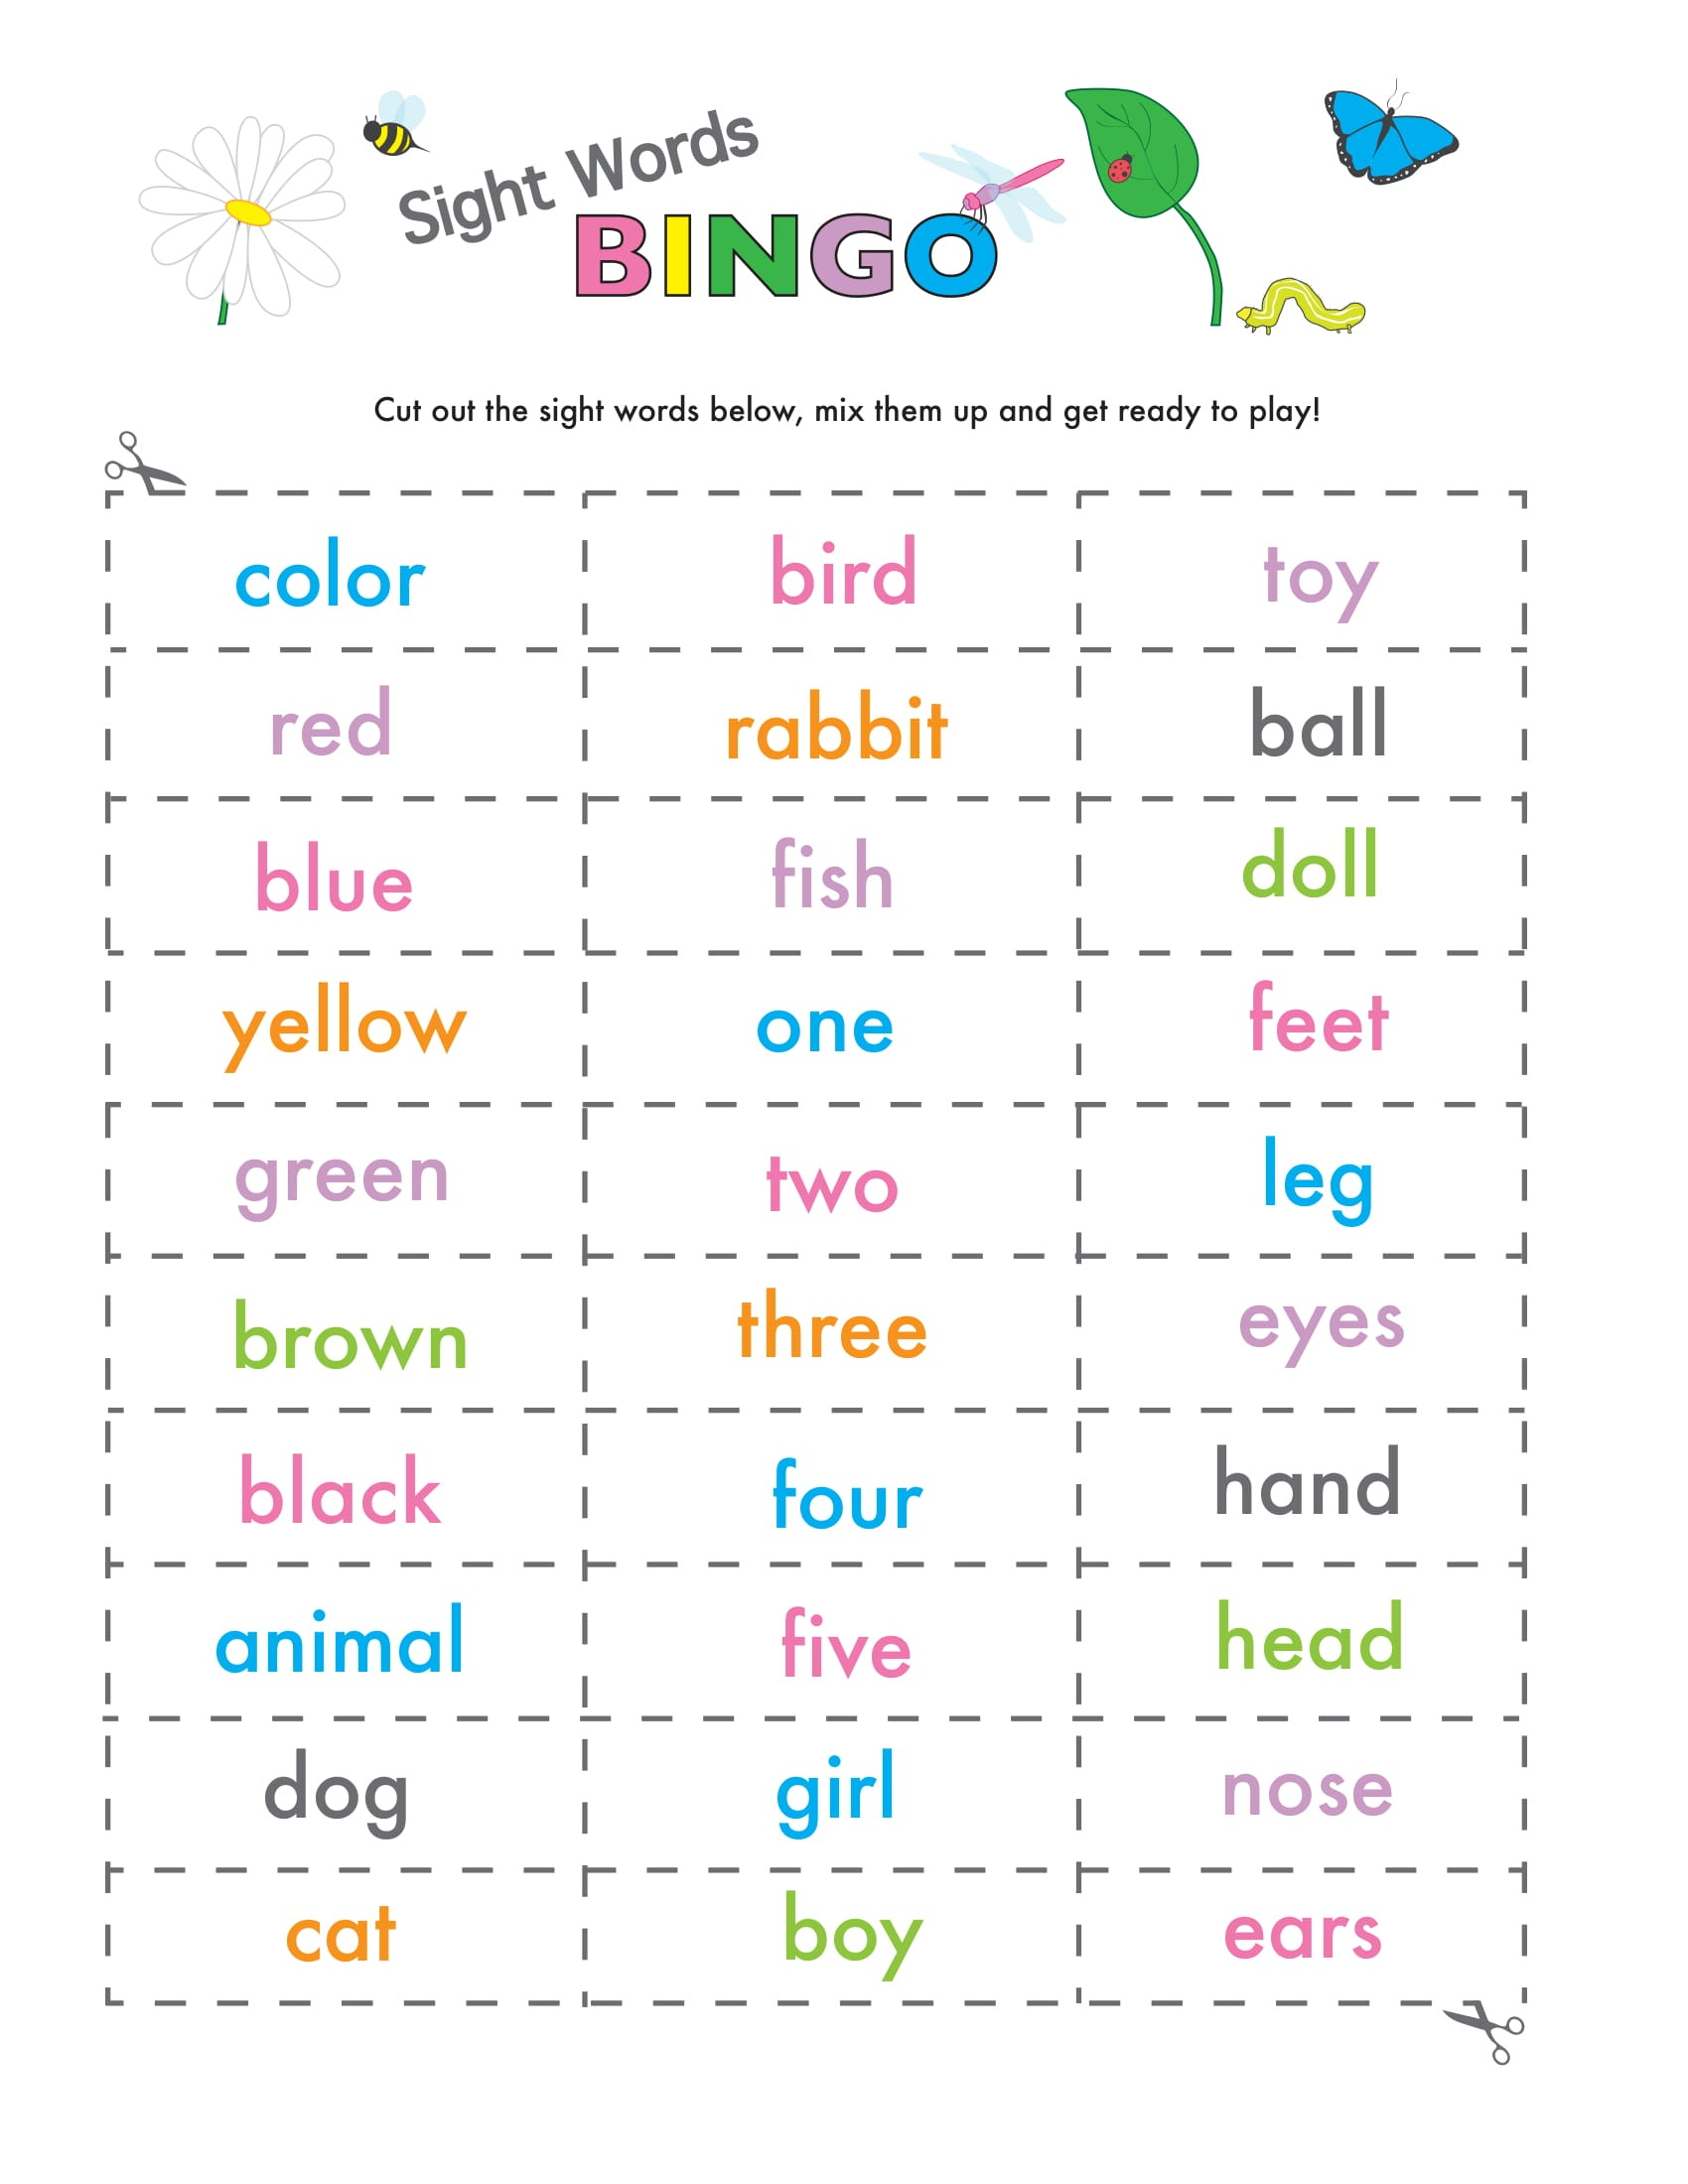 Sight Words
BINGO
Cut out the sight words below, mix them up and get ready to play!
color bird toy
red rabbit ball
blue fish doll
yellow one feet
green two leg
brown three eyes
black four hand
animal five head
dog girl nose
cat boy ears